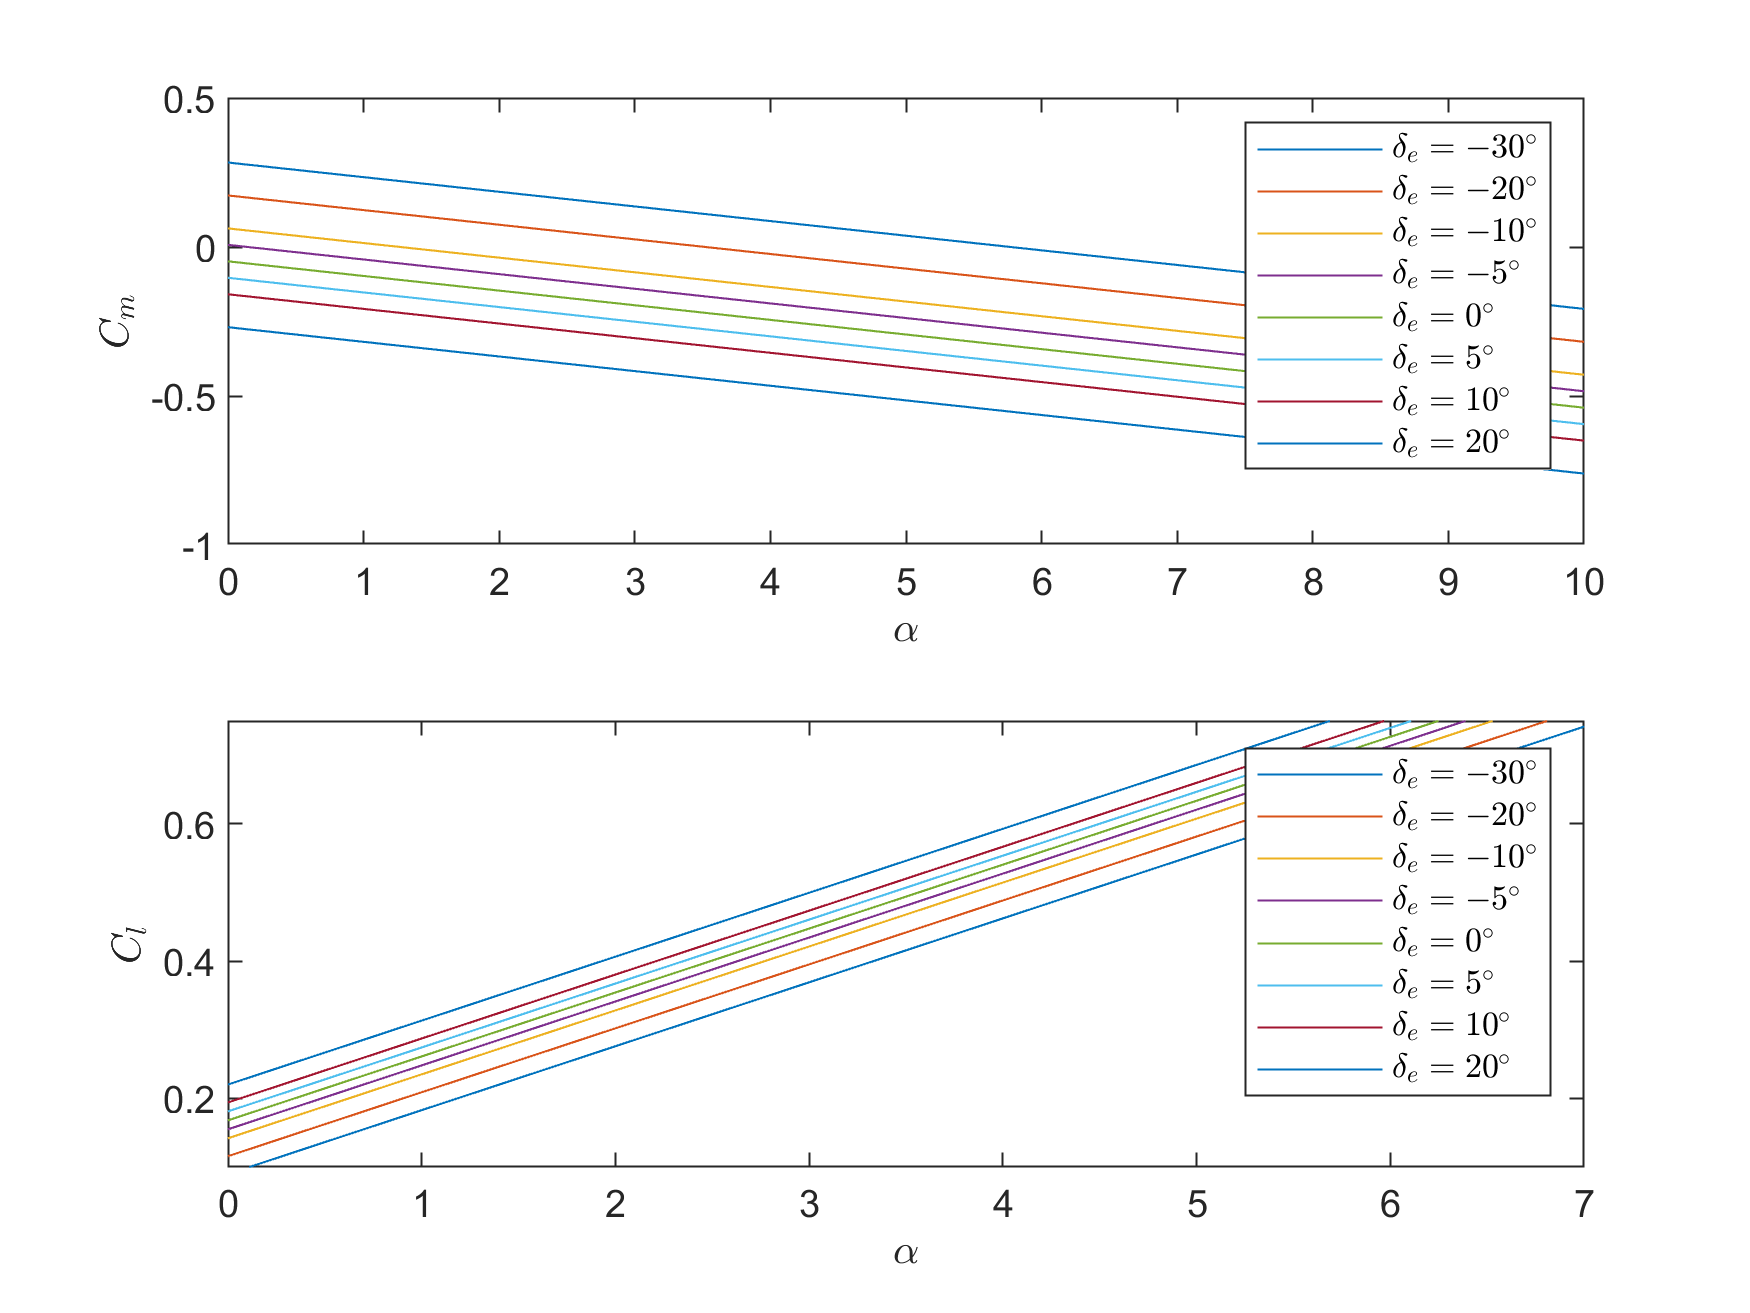 0.5
0
-0.5
-1
C_m
δ_e = −30°
δ_e = −20°
δ_e = −10°
δ_e = −5°
δ_e = 0°
δ_e = 5°
δ_e = 10°
δ_e = 20°
0 1 2 3 4 5 6 7 8 9 10
α
0.6
0.4
0.2
C_l
δ_e = −30°
δ_e = −20°
δ_e = −10°
δ_e = −5°
δ_e = 0°
δ_e = 5°
δ_e = 10°
δ_e = 20°
0 1 2 3 4 5 6 7
α